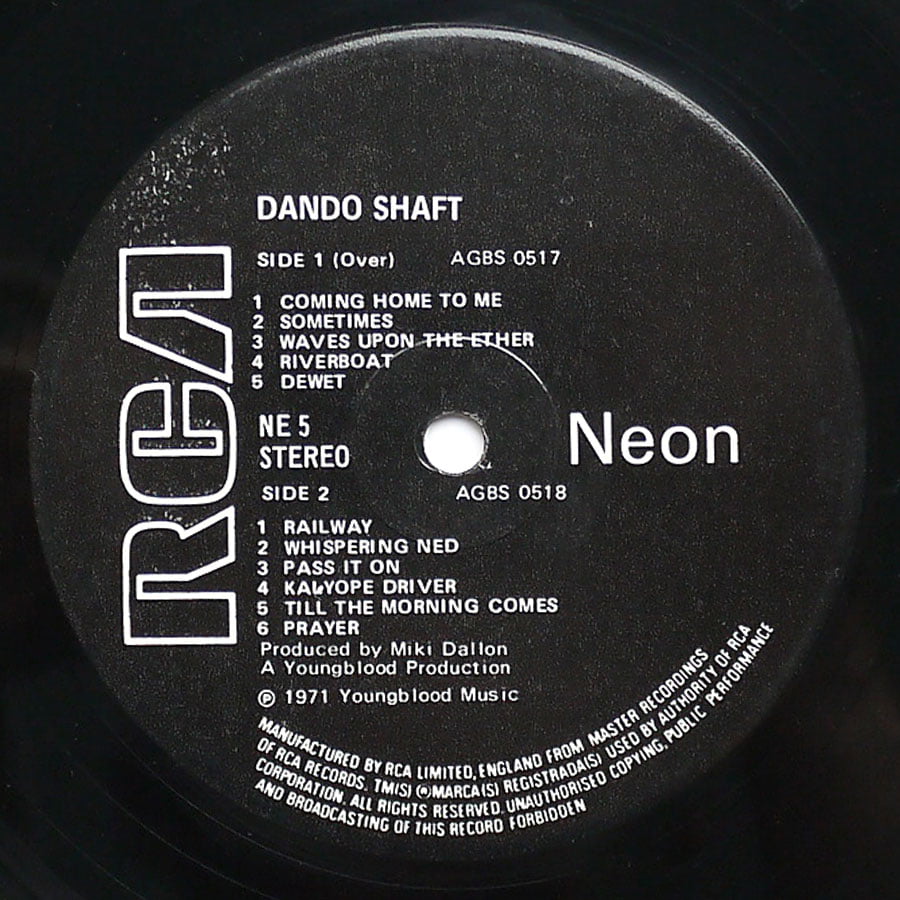 RCA
DANDO SHAFT
SIDE 1 (Over) AGBS 0517
1 COMING HOME TO ME
2 SOMETIMES
3 WAVES UPON THE ETHER
4 RIVERBOAT
5 DEWET
NE 5
STEREO
Neon
SIDE 2 AGBS 0518
1 RAILWAY
2 WHISPERING NED
3 PASS IT ON
4 KALYOPE DRIVER
5 TILL THE MORNING COMES
6 PRAYER
Produced by Miki Dallon
A Youngblood Production
℗ 1971 Youngblood Music
MANUFACTURED BY RCA LIMITED, ENGLAND FROM MASTER RECORDINGS
OF RCA RECORDS. TM(S) ® MARCA(S) REGISTRADA(S) USED BY AUTHORITY OF RCA
CORPORATION. ALL RIGHTS RESERVED. UNAUTHORISED COPYING, PUBLIC PERFORMANCE
AND BROADCASTING OF THIS RECORD FORBIDDEN